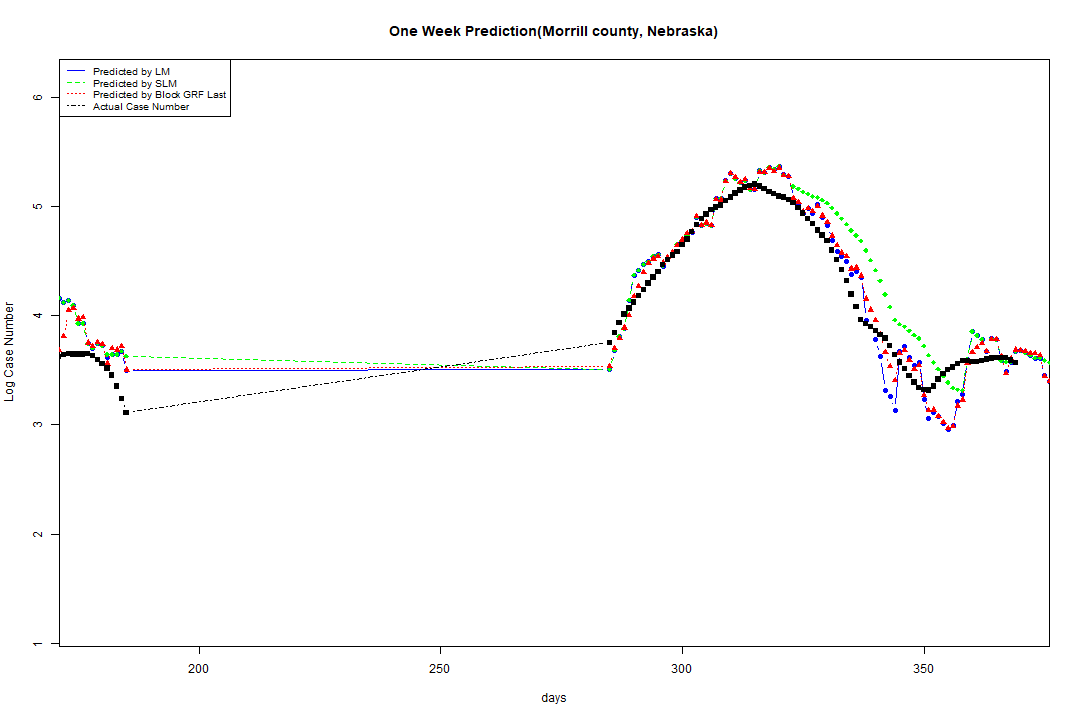 One Week Prediction(Morrill county, Nebraska)
Predicted by LM
Predicted by SLM
Predicted by Block GRF Last
Actual Case Number
Log Case Number
6
5
4
3
2
1
200 250 300 350
days